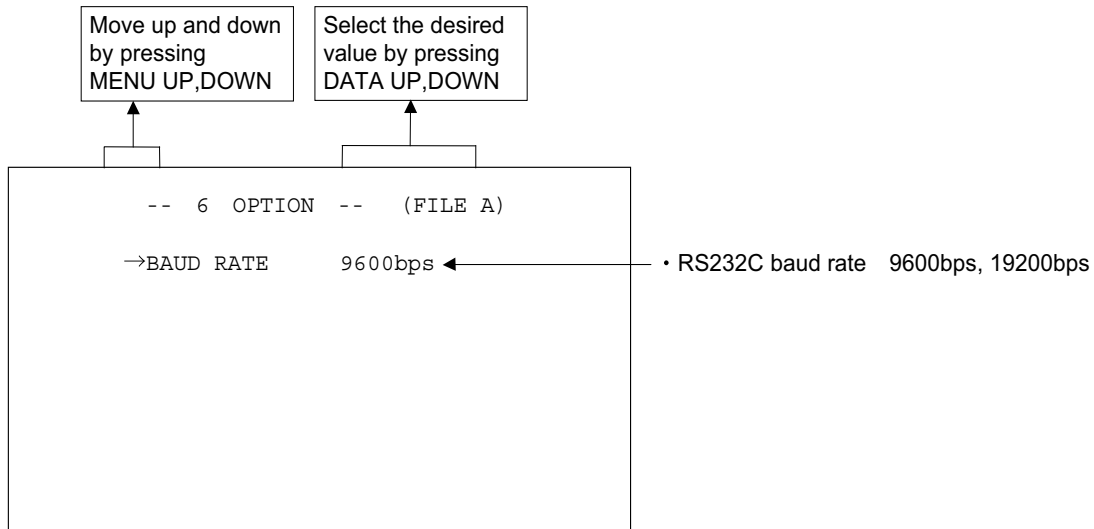 Move up and down
by pressing
MENU UP,DOWN
Select the desired
value by pressing
DATA UP,DOWN
-- 6 OPTION -- (FILE A)
→BAUD RATE 9600bps
・RS232C baud rate 9600bps, 19200bps